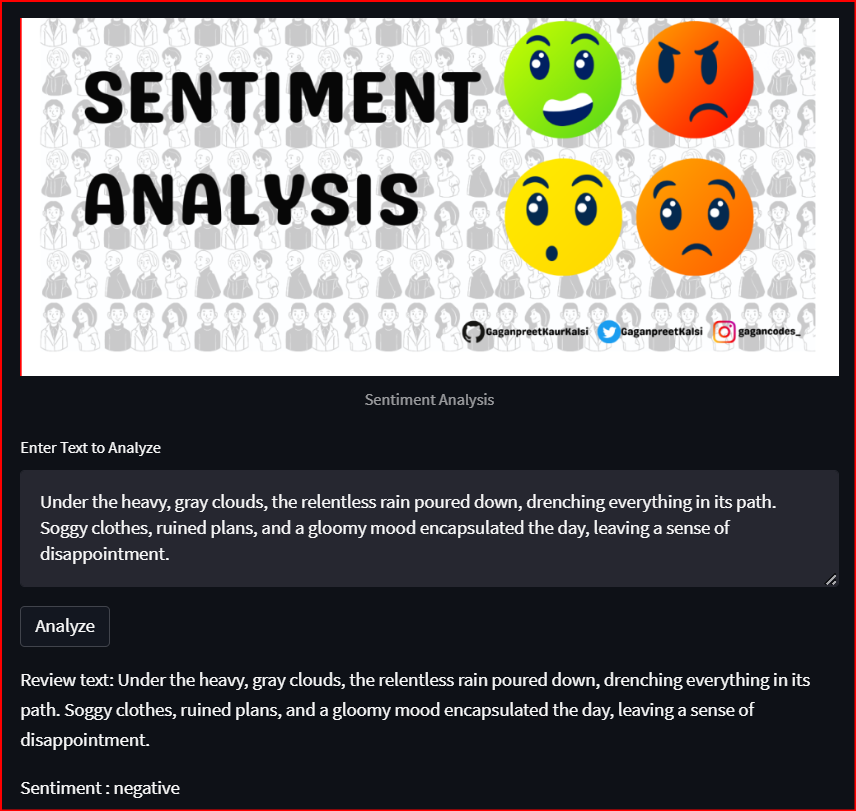 SENTIMENT
ANALYSIS
GaganpreetKaurKalsi GaganpreetKalsi gagancodes_
Sentiment Analysis
Enter Text to Analyze
Under the heavy, gray clouds, the relentless rain poured down, drenching everything in its path.
Soggy clothes, ruined plans, and a gloomy mood encapsulated the day, leaving a sense of
disappointment.
Analyze
Review text: Under the heavy, gray clouds, the relentless rain poured down, drenching everything in its
path. Soggy clothes, ruined plans, and a gloomy mood encapsulated the day, leaving a sense of
disappointment.
Sentiment : negative